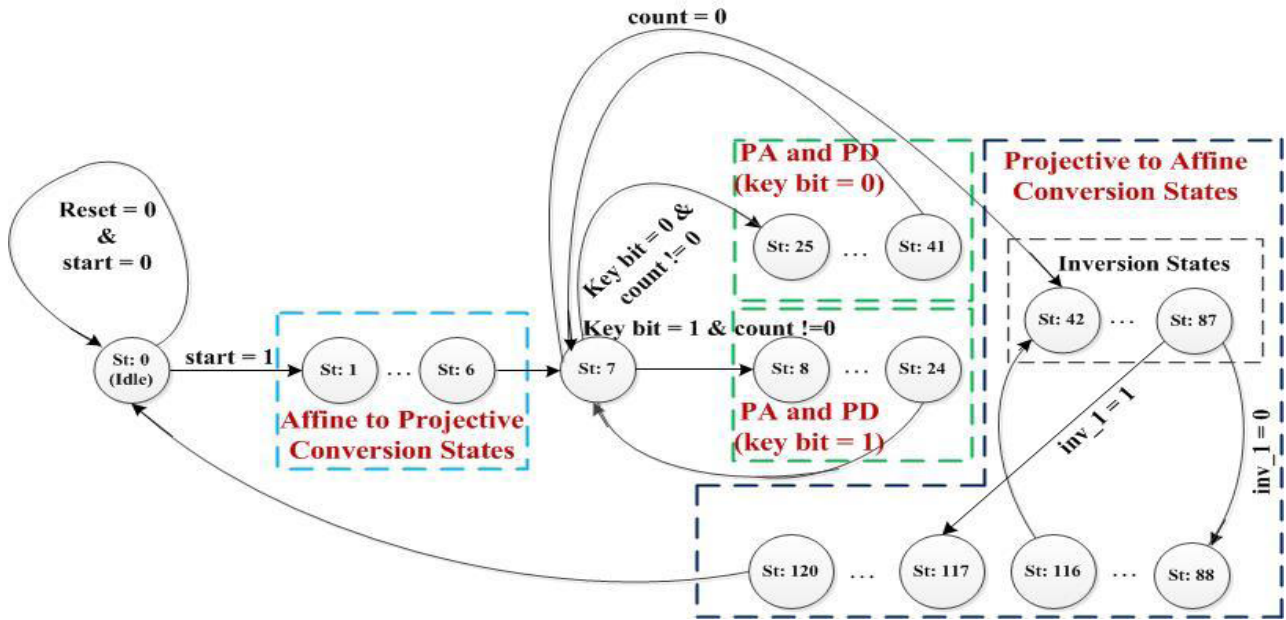 count = 0
Reset = 0
&
start = 0
St: 0
(Idle)
start = 1
St: 1
...
St: 6
Affine to Projective
Conversion States
St: 7
Key bit = 0 &
count != 0
Key bit = 1 & count !=0
PA and PD
(key bit = 0)
St: 25
...
St: 41
St: 8
...
St: 24
PA and PD
(key bit = 1)
Projective to Affine
Conversion States
Inversion States
St: 42
...
St: 87
inv_1 = 1
inv_1 = 0
St: 120
...
St: 117
St: 116
...
St: 88